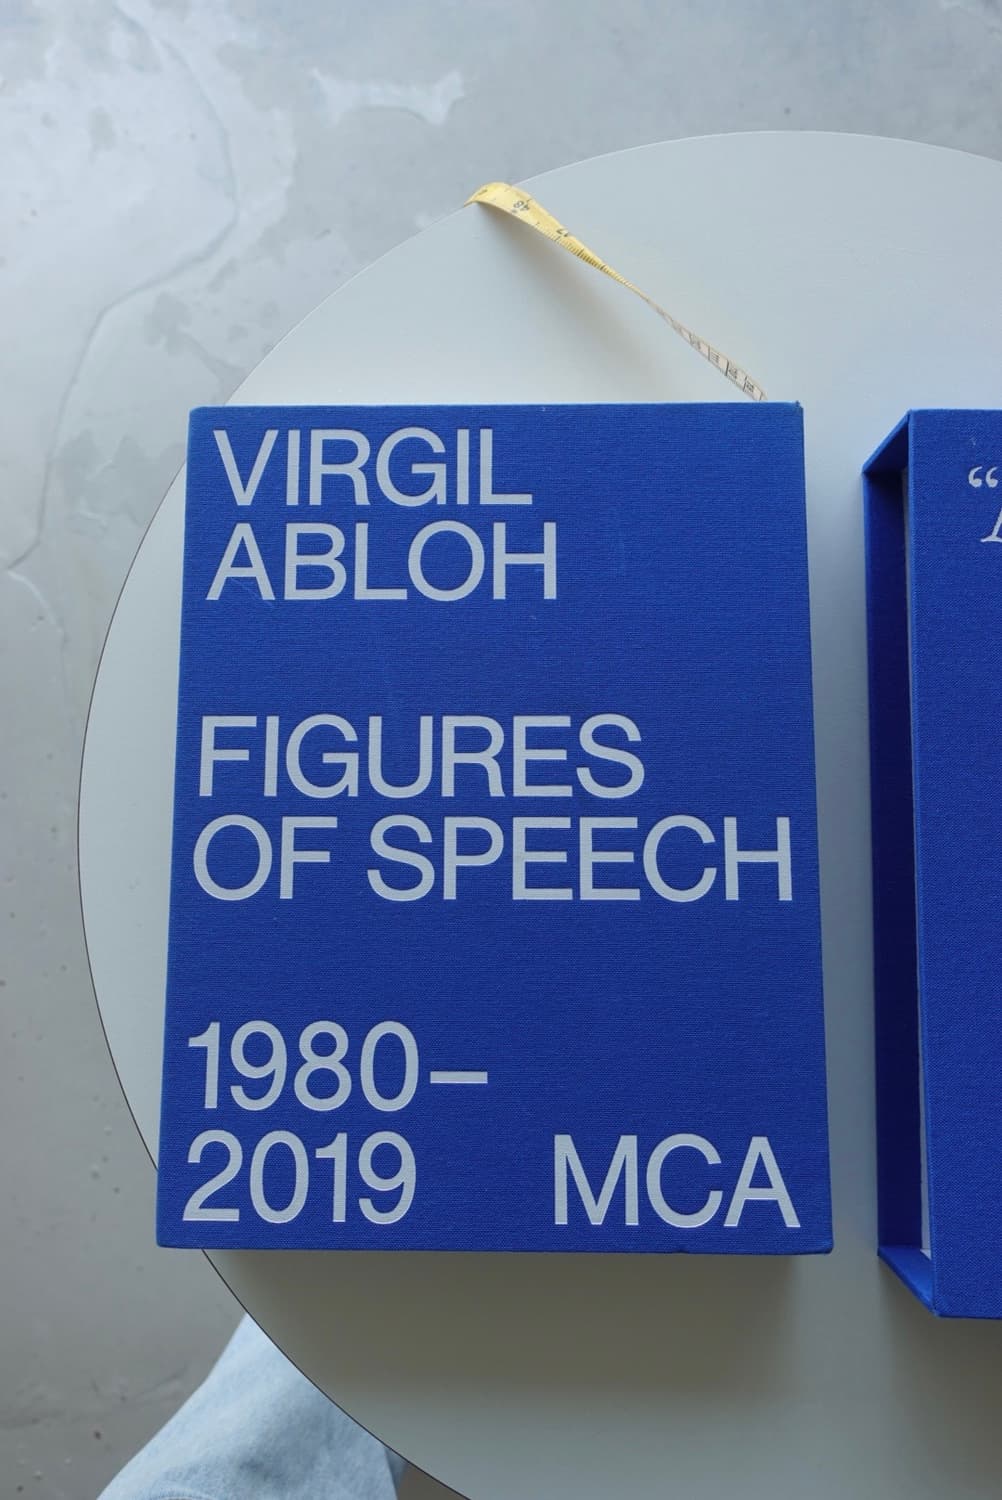 VIRGIL
ABLOH
FIGURES
OF SPEECH
1980–
2019 MCA